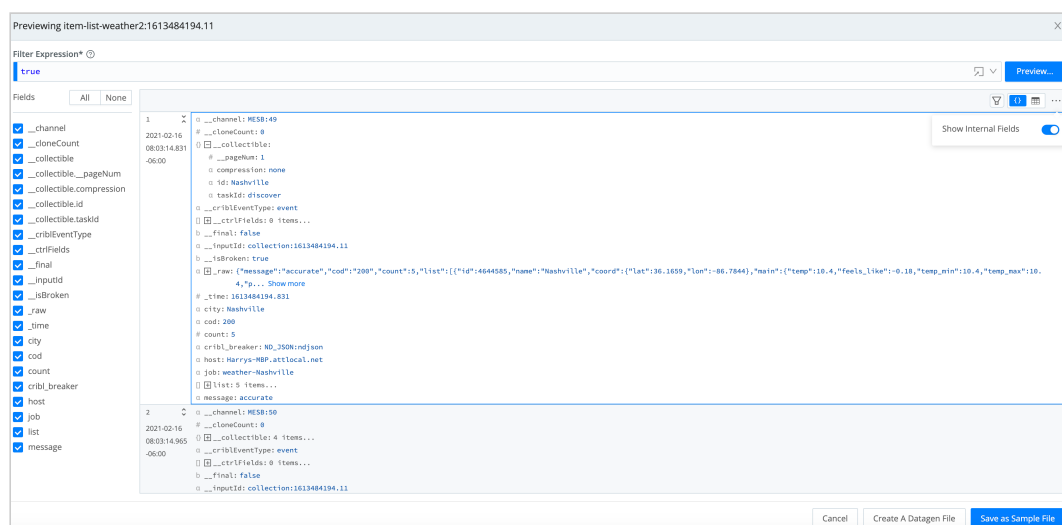 Previewing item-list-weather2:1613484194.11
Filter Expression*
true
Preview...
Fields All None
__channel
__cloneCount
__collectible
__collectible.__pageNum
__collectible.compression
__collectible.id
__collectible.taskId
__criblEventType
__ctrlFields
__final
__inputId
__isBroken
_raw
_time
city
cod
count
cribl_breaker
host
job
list
message
Show Internal Fields
1
2021-02-16
08:03:14.831
-06:00
α __channel: MESB:49
# __cloneCount: 0
{} __collectible:
# __pageNum: 1
α compression: none
α id: Nashville
α taskId: discover
α __criblEventType: event
[] __ctrlFields: 0 items...
b __final: false
α __inputId: collection:1613484194.11
b __isBroken: true
α _raw: {"message":"accurate","cod":"200","count":5,"list":[{"id":4644585,"name":"Nashville","coord":{"lat":36.1659,"lon":-86.7844},"main":{"temp":10.4,"feels_like":-0.18,"temp_min":10.4,"temp_max":10.
4,"p... Show more
# _time: 1613484194.831
α city: Nashville
α cod: 200
# count: 5
α cribl_breaker: ND_JSON:ndjson
α host: Harrys-MBP.attlocal.net
α job: weather-Nashville
[] list: 5 items...
α message: accurate
2
2021-02-16
08:03:14.965
-06:00
α __channel: MESB:50
# __cloneCount: 0
{} __collectible: 4 items...
α __criblEventType: event
[] __ctrlFields: 0 items...
b __final: false
α __inputId: collection:1613484194.11
Cancel Create A Datagen File Save as Sample File